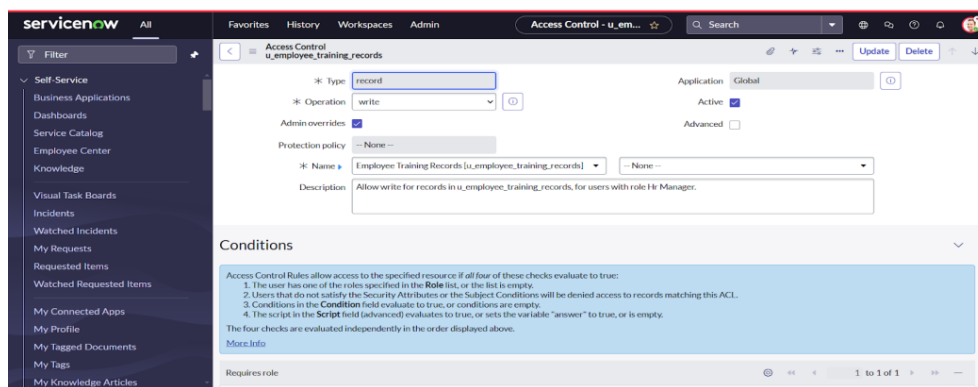 servicenow All Favorites History Workspaces Admin Access Control - u_em... Search
Filter
Self-Service
Business Applications
Dashboards
Service Catalog
Employee Center
Knowledge
Visual Task Boards
Incidents
Watched Incidents
My Requests
Requested Items
Watched Requested Items
My Connected Apps
My Profile
My Tagged Documents
My Tags
My Knowledge Articles
Access Control
u_employee_training_records
Update Delete
Type record
Application Global
Operation write
Active
Admin overrides
Advanced
Protection policy -- None --
Name Employee Training Records [u_employee_training_records] -- None --
Description Allow write for records in u_employee_training_records, for users with role Hr Manager.
Conditions
Access Control Rules allow access to the specified resource if all four of these checks evaluate to true:
1. The user has one of the roles specified in the Role list, or the list is empty.
2. Users that do not satisfy the Security Attributes or the Subject Conditions will be denied access to records matching this ACL.
3. Conditions in the Condition field evaluate to true, or conditions are empty.
4. The script in the Script field (advanced) evaluates to true, or sets the variable "answer" to true, or is empty.
The four checks are evaluated independently in the order displayed above.
More Info
Requires role 1 to 1 of 1